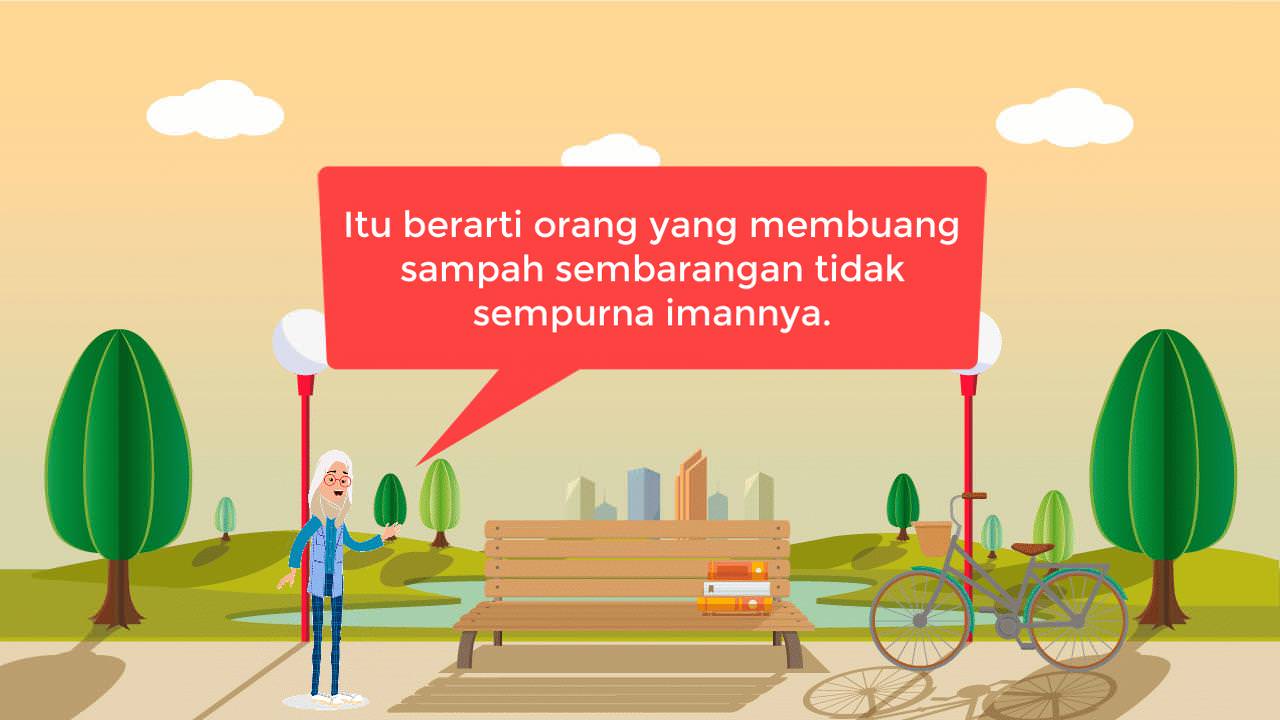 Itu berarti orang yang membuang
sampah sembarangan tidak
sempurna imannya.